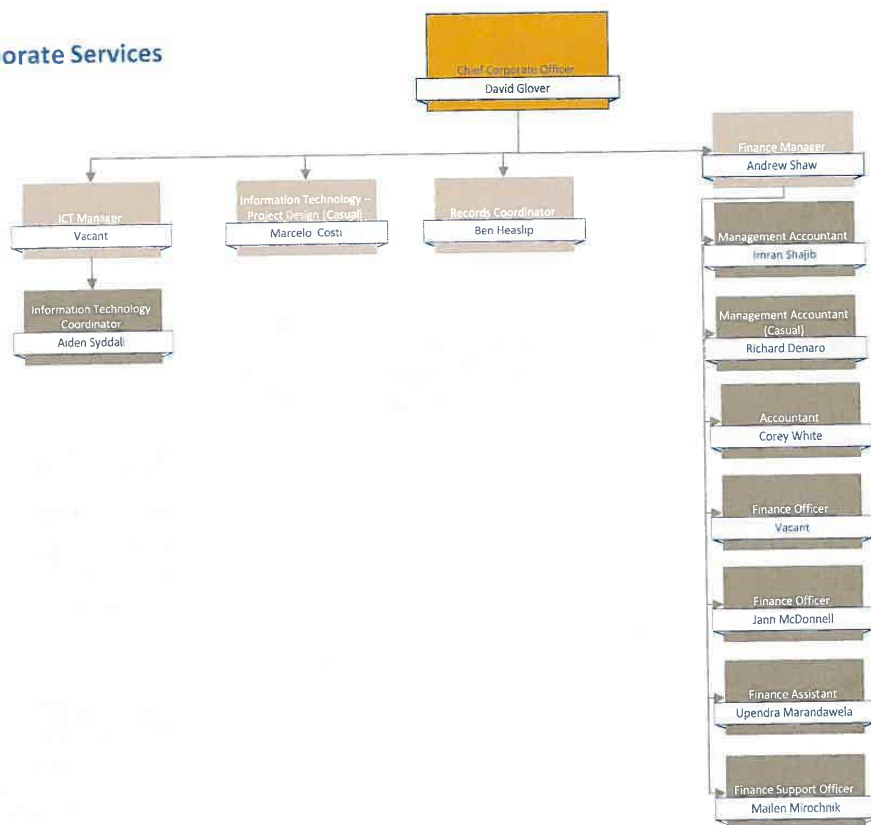 porate Services
Chief Corporate Officer
David Glover
Finance Manager
Andrew Shaw
ICT Manager
Vacant
Information Technology –
Project Design (Casual)
Marcelo Costi
Records Coordinator
Ben Heaslip
Information Technology
Coordinator
Aiden Syddall
Management Accountant
Imran Shajib
Management Accountant
(Casual)
Richard Denaro
Accountant
Corey White
Finance Officer
Vacant
Finance Officer
Jann McDonnell
Finance Assistant
Upendra Marandawela
Finance Support Officer
Mailen Mirochnik